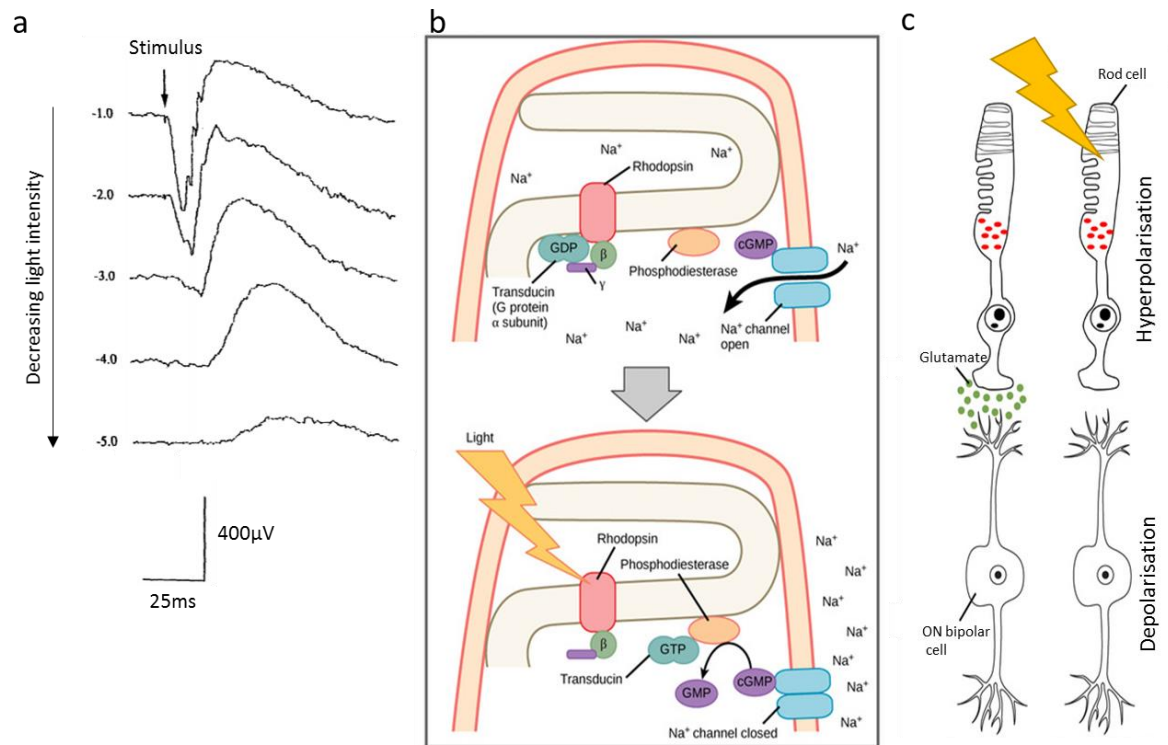 a
Stimulus
-1.0
-2.0
-3.0
-4.0
-5.0
Decreasing light intensity
400µV
25ms
b
Na⁺
Na⁺
Na⁺
Rhodopsin
GDP
β
γ
cGMP
Na⁺
Phosphodiesterase
Transducin
(G protein
α subunit)
Na⁺
Na⁺
Na⁺
Na⁺ channel
open
Light
Rhodopsin
Phosphodiesterase
β
GTP
Transducin
GMP
cGMP
Na⁺ channel closed
Na⁺
Na⁺
Na⁺
Na⁺
Na⁺
Na⁺
Na⁺
c
Rod cell
Hyperpolarisation
Glutamate
ON bipolar
cell
Depolarisation